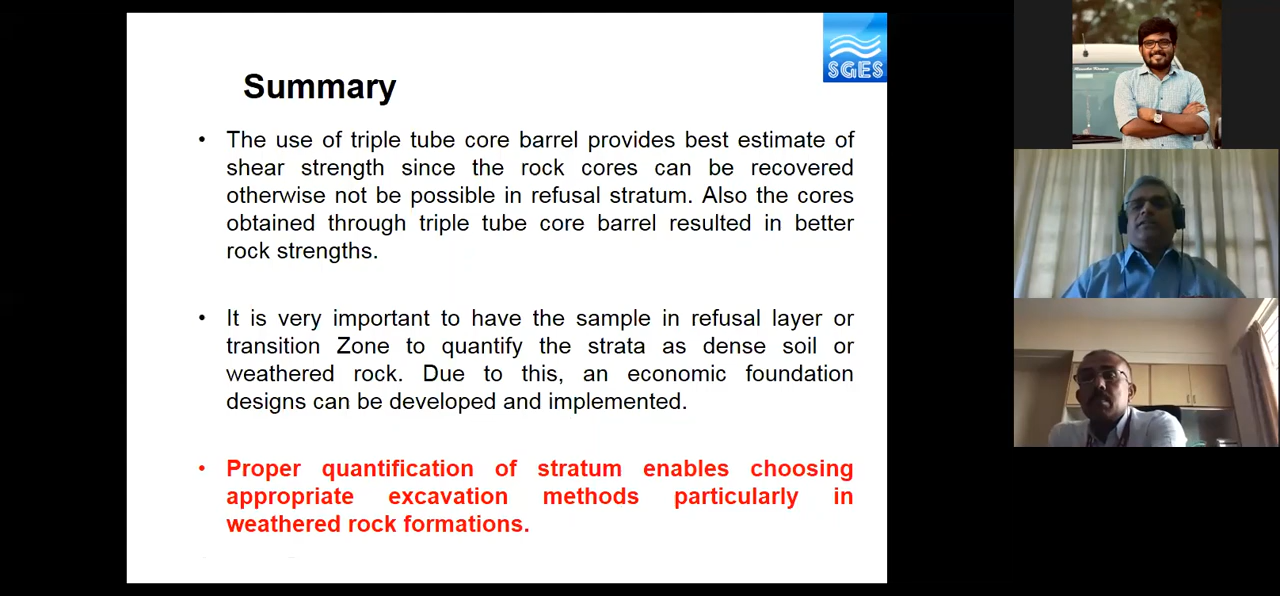 SGES
Summary
• The use of triple tube core barrel provides best estimate of
shear strength since the rock cores can be recovered
otherwise not be possible in refusal stratum. Also the cores
obtained through triple tube core barrel resulted in better
rock strengths.
• It is very important to have the sample in refusal layer or
transition Zone to quantify the strata as dense soil or
weathered rock. Due to this, an economic foundation
designs can be developed and implemented.
• Proper quantification of stratum enables choosing
appropriate excavation methods particularly in
weathered rock formations.